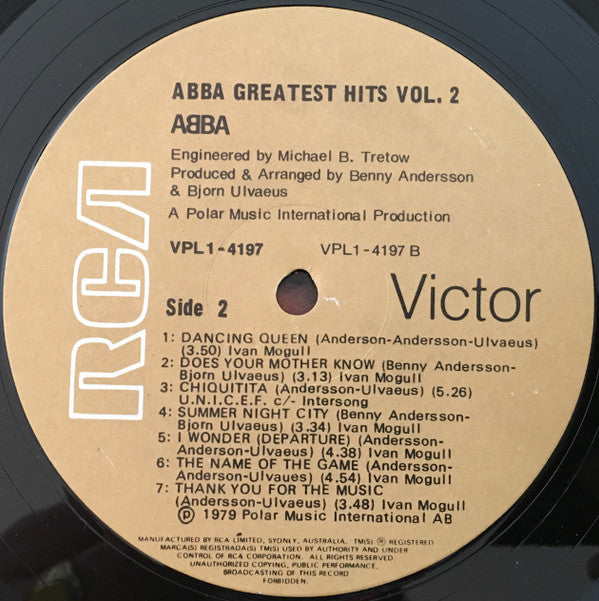 ABBA GREATEST HITS VOL. 2
ABBA
Engineered by Michael B. Tretow
Produced & Arranged by Benny Andersson
& Bjorn Ulvaeus
A Polar Music International Production
VPL1-4197 VPL1-4197 B
RCA
Side 2
Victor
1: DANCING QUEEN (Anderson-Andersson-Ulvaeus)
(3.50) Ivan Mogull
2: DOES YOUR MOTHER KNOW (Benny Andersson-
Bjorn Ulvaeus) (3.13) Ivan Mogull
3: CHIQUITITA (Andersson-Ulvaeus) (5.26)
U.N.I.C.E.F. c/- Intersong
4: SUMMER NIGHT CITY (Benny Andersson-
Bjorn Ulvaeus) (3.34) Ivan Mogull
5: I WONDER (DEPARTURE) (Andersson-
Anderson-Ulvaeus) (4.38) Ivan Mogull
6: THE NAME OF THE GAME (Andersson-
Anderson-Ulvaues) (4.54) Ivan Mogull
7: THANK YOU FOR THE MUSIC
(Andersson-Ulvaeus) (3.48) Ivan Mogull
℗ 1979 Polar Music International AB
MANUFACTURED BY RCA LIMITED, SYDNEY, AUSTRALIA. TM(S) ® REGISTERED
MARCA(S) REGISTRADA(S) TM(S) USED BY AUTHORITY AND UNDER
CONTROL OF RCA CORPORATION. ALL RIGHTS RESERVED.
UNAUTHORIZED COPYING, PUBLIC PERFORMANCE,
BROADCASTING OF THIS RECORD
FORBIDDEN.